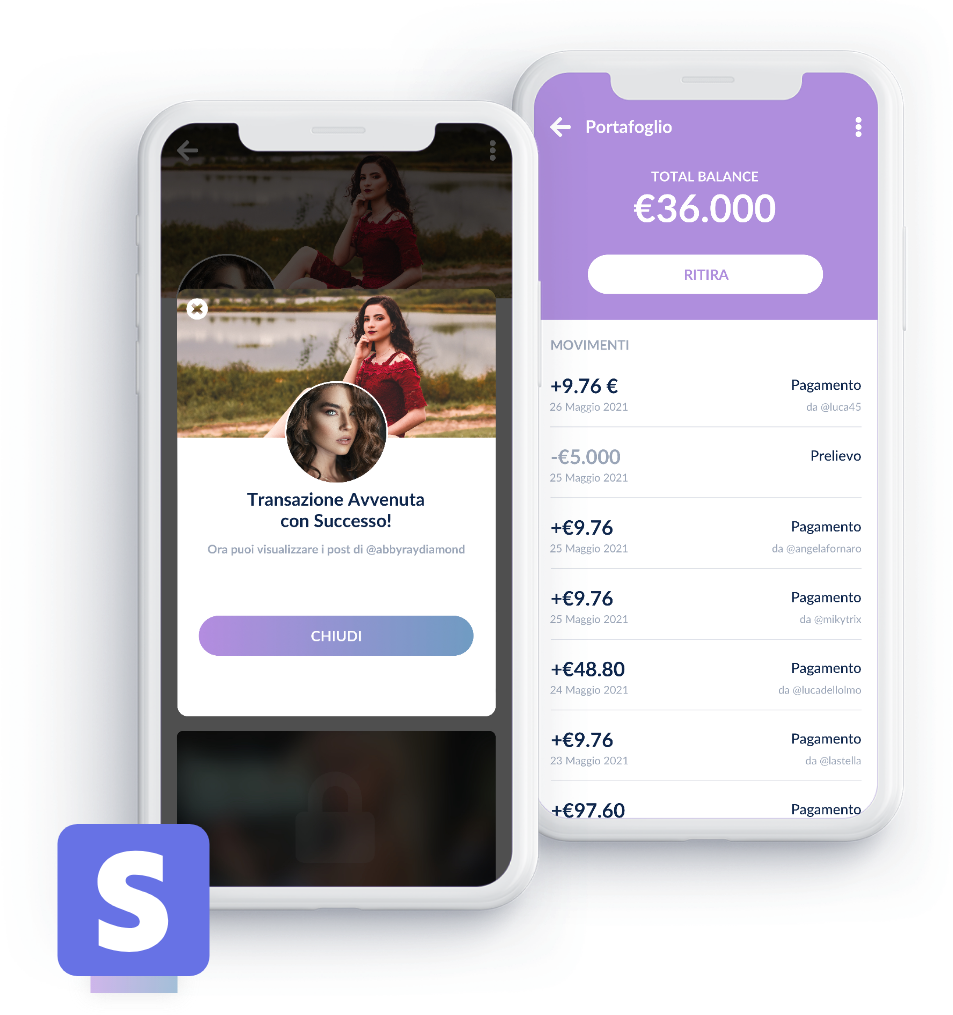 Transazione Avvenuta
con Successo!
Ora puoi visualizzare i post di @abbyraydiamond
CHIUDI
S
Portafoglio
TOTAL BALANCE
€36.000
RITIRA
MOVIMENTI
+9.76 € Pagamento
26 Maggio 2021 da @luca45
-€5.000 Prelievo
25 Maggio 2021
+€9.76 Pagamento
25 Maggio 2021 da @angelafornaro
+€9.76 Pagamento
25 Maggio 2021 da @mikytrix
+€48.80 Pagamento
24 Maggio 2021 da @lucadellolmo
+€9.76 Pagamento
23 Maggio 2021 da @lastella
+€97.60 Pagamento